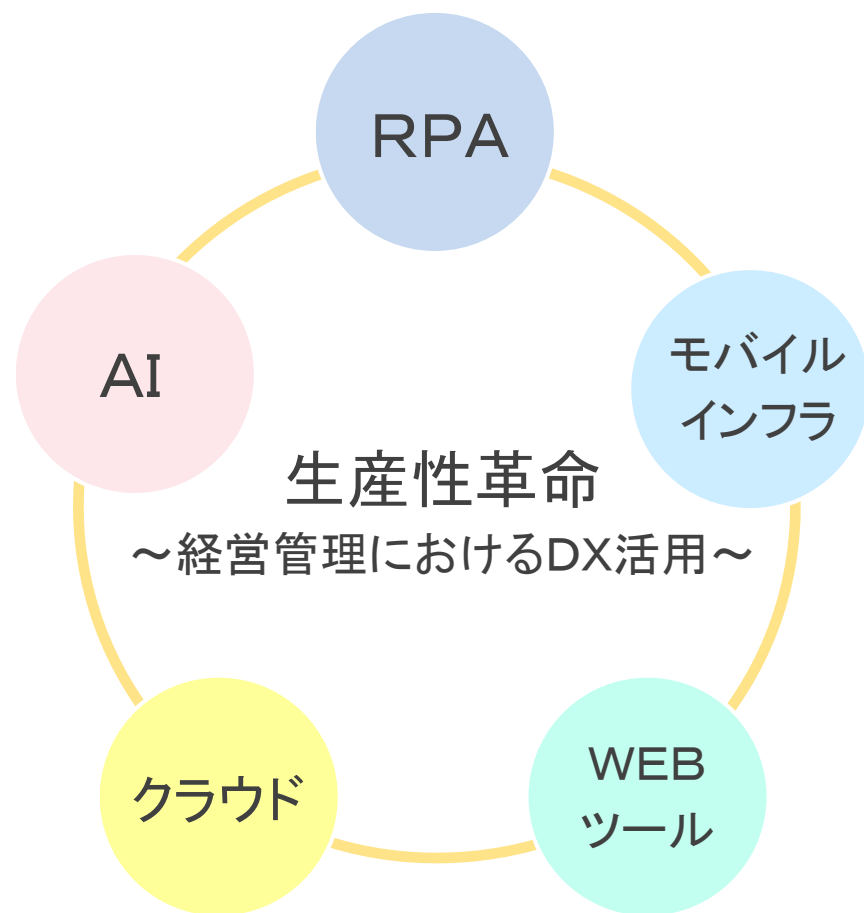 RPA
モバイル
インフラ
AI
生産性革命
～経営管理におけるDX活用～
WEB
ツール
クラウド